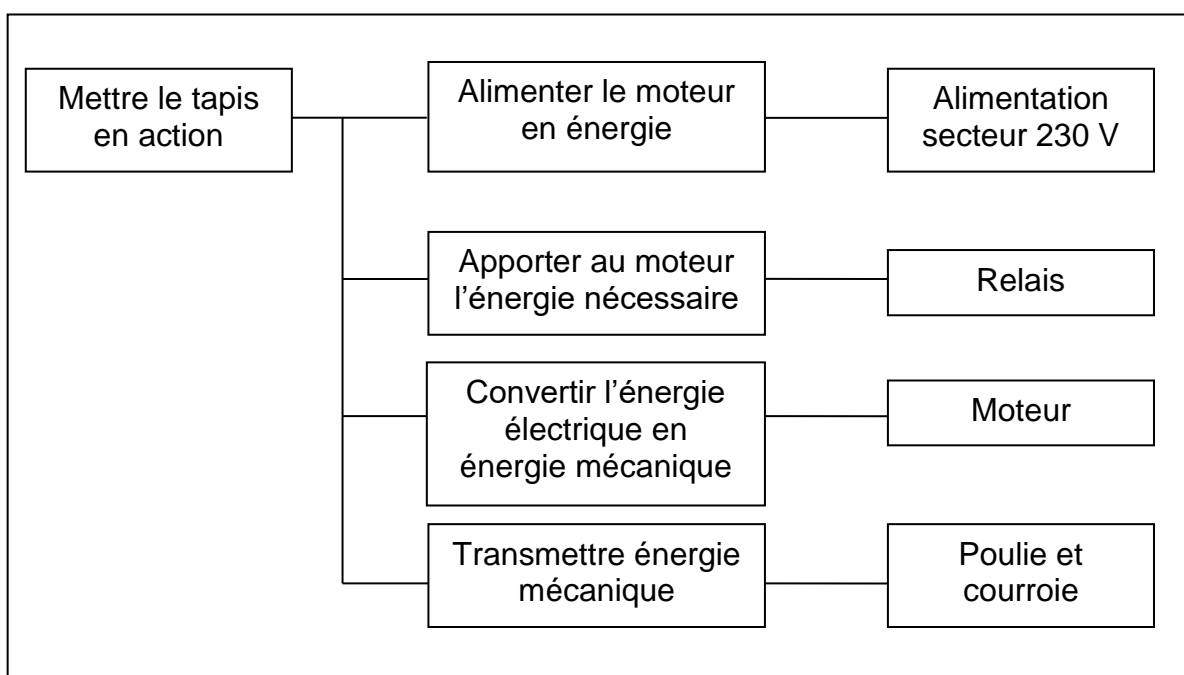 Mettre le tapis
en action
Alimenter le moteur
en énergie
Alimentation
secteur 230 V
Apporter au moteur
l’énergie nécessaire
Relais
Convertir l’énergie
électrique en
énergie mécanique
Moteur
Transmettre énergie
mécanique
Poulie et
courroie